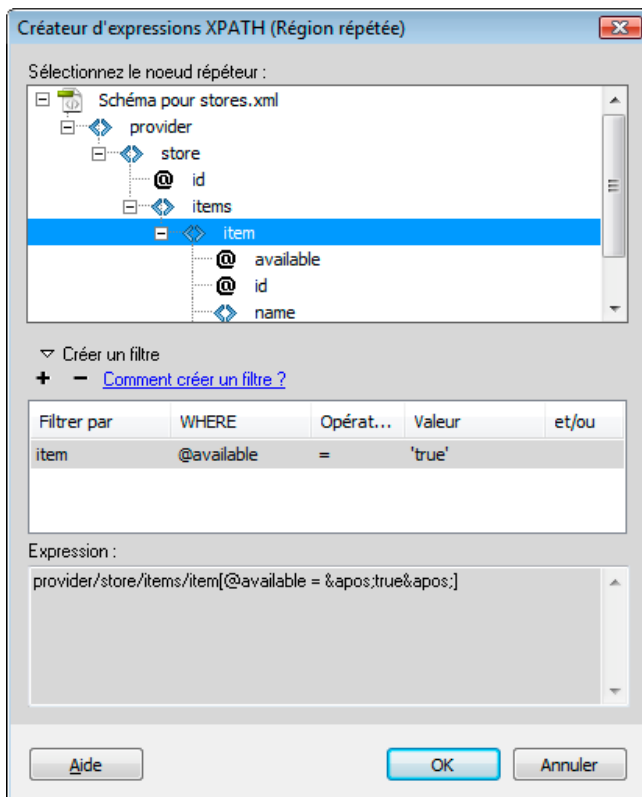 Créateur d'expressions XPATH (Région répétée)
Sélectionnez le noeud répéteur :
Schéma pour stores.xml
provider
store
@ id
items
item
@ available
@ id
name
Créer un filtre
+ − Comment créer un filtre ?
Filtrer par WHERE Opérat... Valeur et/ou
item @available = 'true'
Expression :
provider/store/items/item[@available = &apos;true&apos;]
Aide OK Annuler